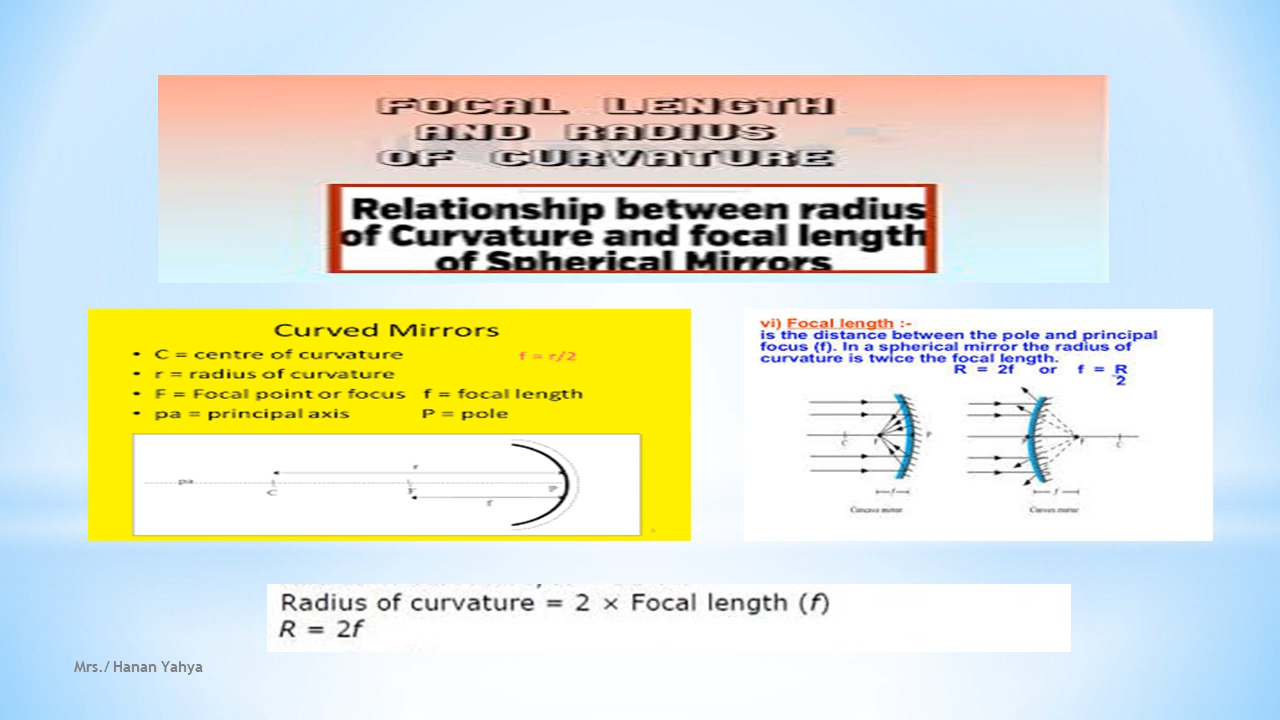 FOCAL LENGTH
AND RADIUS
OF CURVATURE
Relationship between radius
of Curvature and focal length
of Spherical Mirrors
Curved Mirrors
• C = centre of curvature f = r/2
• r = radius of curvature
• F = Focal point or focus f = focal length
• pa = principal axis P = pole
r
pa C F P
f
vi) Focal length :-
is the distance between the pole and principal
focus (f). In a spherical mirror the radius of
curvature is twice the focal length.
R = 2f or f = R
2
C F P F C
f f
Concave mirror Convex mirror
Radius of curvature = 2 × Focal length (f)
R = 2f
Mrs./ Hanan Yahya